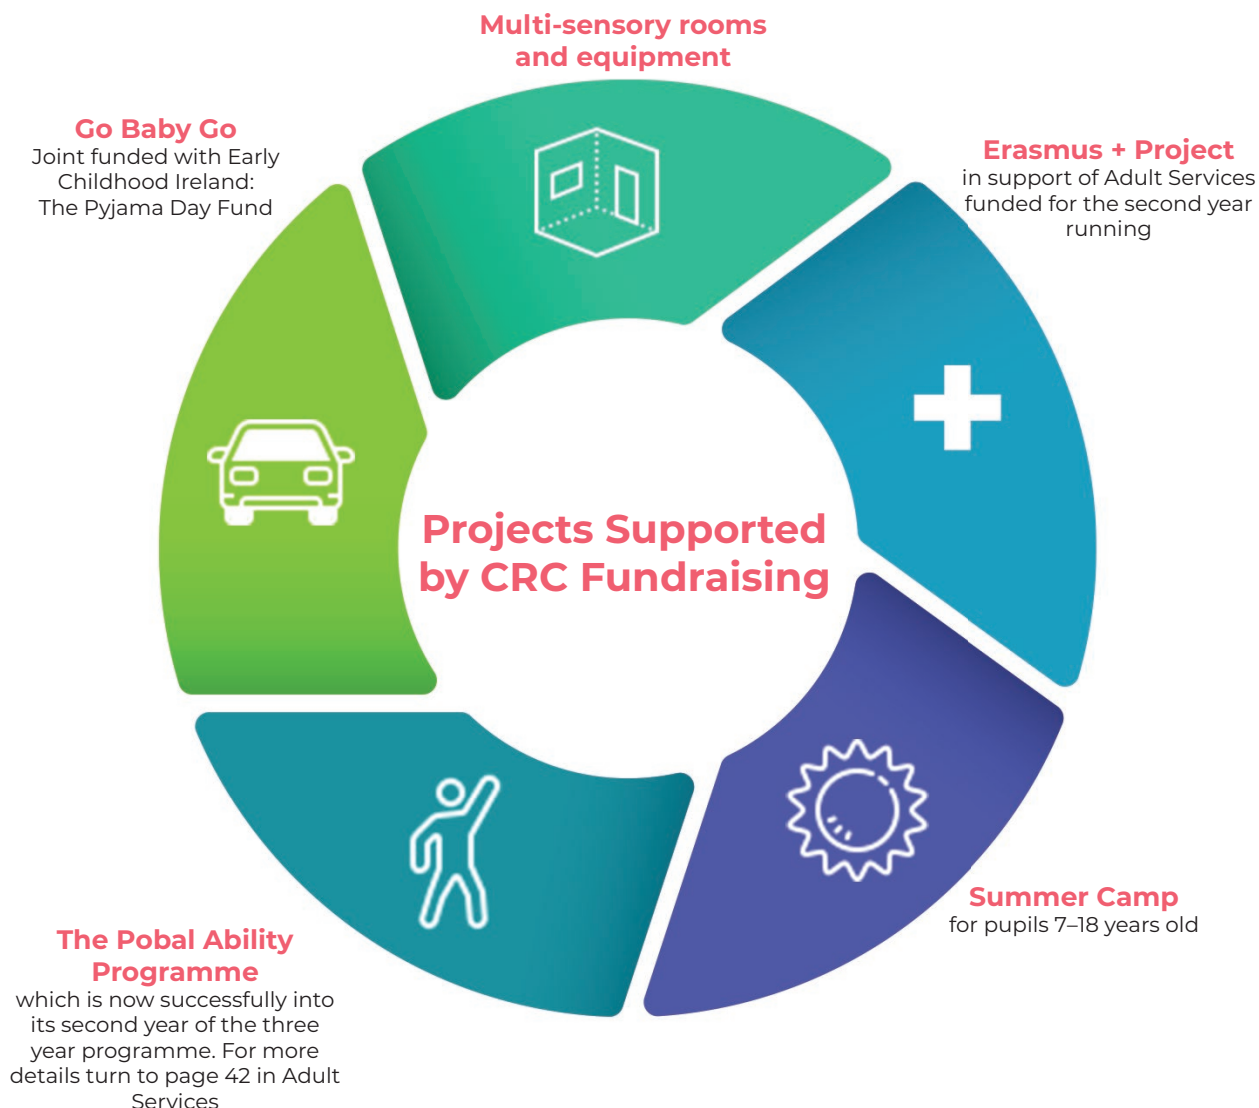 Multi-sensory rooms
and equipment
Go Baby Go
Joint funded with Early
Childhood Ireland:
The Pyjama Day Fund
Erasmus + Project
in support of Adult Services
funded for the second year
running
Projects Supported
by CRC Fundraising
Summer Camp
for pupils 7–18 years old
The Pobal Ability
Programme
which is now successfully into
its second year of the three
year programme. For more
details turn to page 42 in Adult
Services